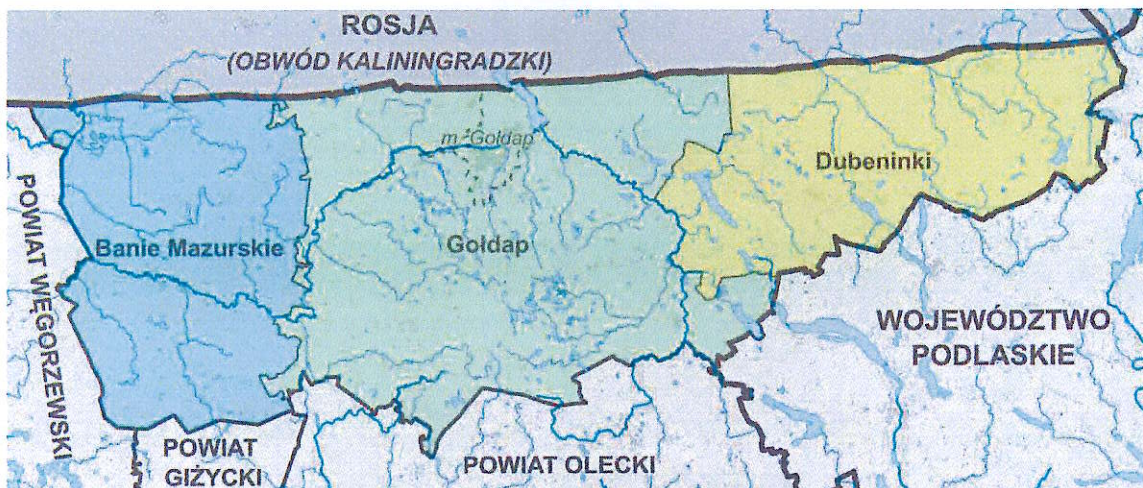 ROSJA
(OBWÓD KALININGRADZKI)
m. Gołdap
Dubeninki
Banie Mazurskie
Gołdap
POWIAT WĘGORZEWSKI
WOJEWÓDZTWO
PODLASKIE
POWIAT
GIŻYCKI
POWIAT OLECKI